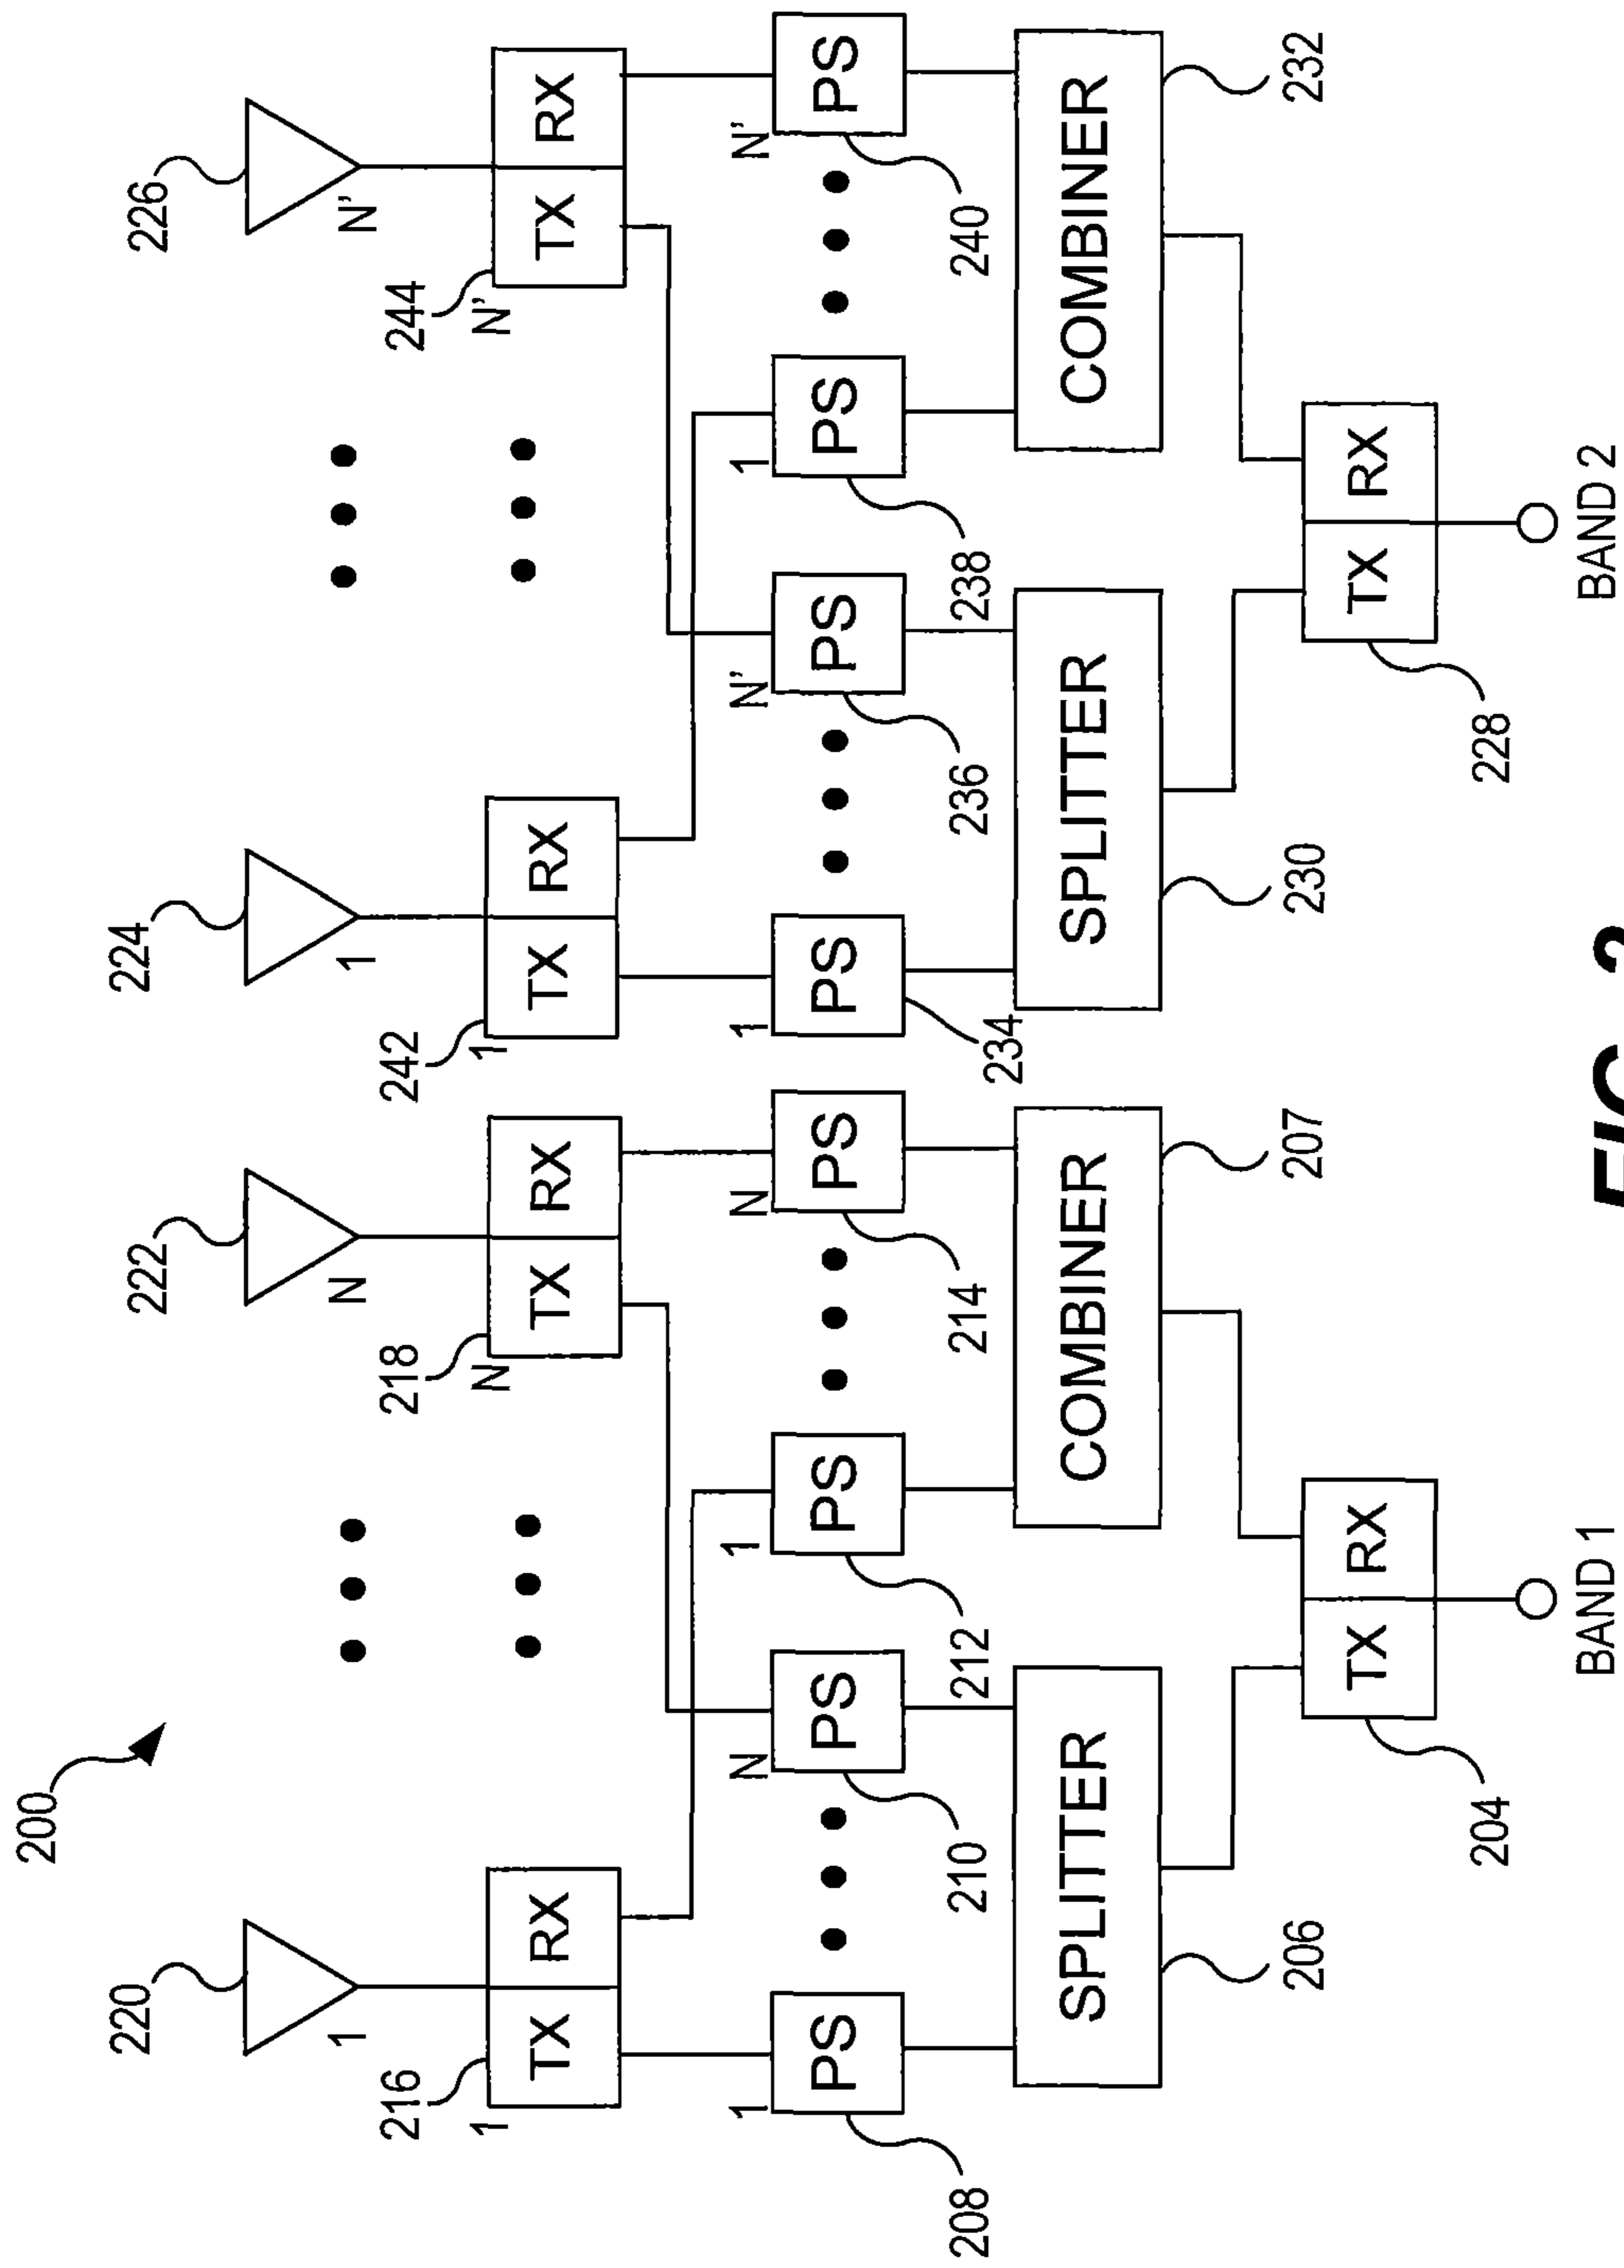 200
220 222 224 226
1 N 1 N'
216 218 242 244
1 N 1 N'
TX RX TX RX TX RX TX RX
1 N 1 N 1 N' 1 N'
PS PS PS PS PS PS PS PS
208 210 212 214 234 236 238 240
SPLITTER COMBINER SPLITTER COMBINER
206 207 230 232
TX RX TX RX
204 228
BAND 1 BAND 2